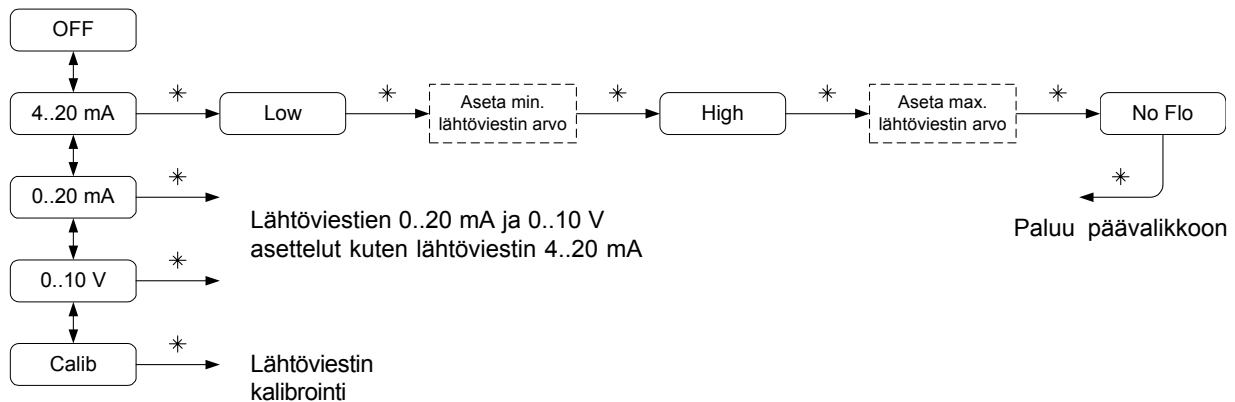 OFF
4..20 mA
Low
Aseta min.
lähtöviestin arvo
High
Aseta max.
lähtöviestin arvo
No Flo
0..20 mA
Lähtöviestien 0..20 mA ja 0..10 V
asettelut kuten lähtöviestin 4..20 mA
Paluu päävalikkoon
0..10 V
Calib
Lähtöviestin
kalibrointi